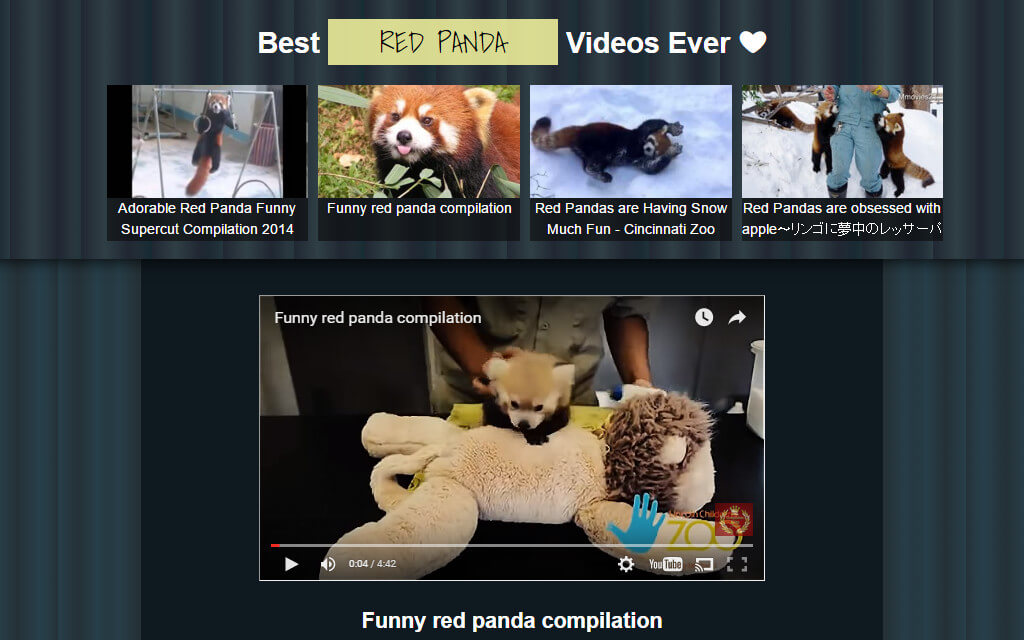 Best RED PANDA Videos Ever
Mmovies2
Adorable Red Panda Funny
Supercut Compilation 2014
Funny red panda compilation
Red Pandas are Having Snow
Much Fun - Cincinnati Zoo
Red Pandas are obsessed with
apple〜リンゴに夢中のレッサーパ
Funny red panda compilation
ZOO
0:04 / 4:42
YouTube
Funny red panda compilation